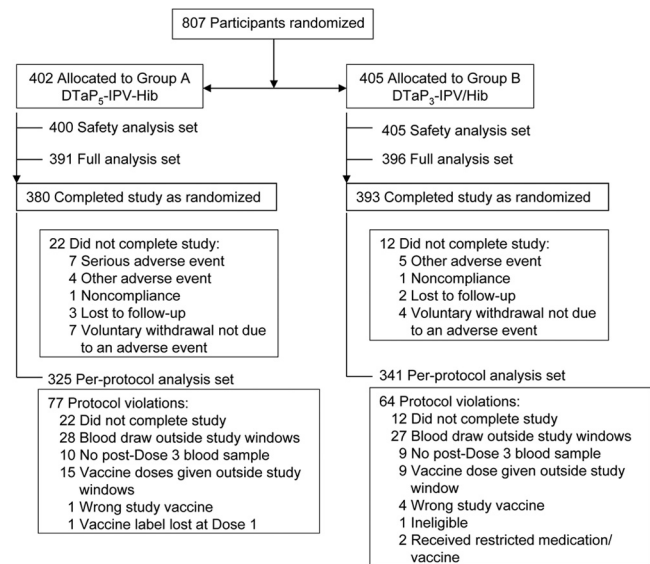 807 Participants randomized
402 Allocated to Group A
DTaP₅-IPV-Hib
400 Safety analysis set
391 Full analysis set
380 Completed study as randomized
22 Did not complete study:
7 Serious adverse event
4 Other adverse event
1 Noncompliance
3 Lost to follow-up
7 Voluntary withdrawal not due
to an adverse event
325 Per-protocol analysis set
77 Protocol violations:
22 Did not complete study
28 Blood draw outside study windows
10 No post-Dose 3 blood sample
15 Vaccine doses given outside study
windows
1 Wrong study vaccine
1 Vaccine label lost at Dose 1
405 Allocated to Group B
DTaP₃-IPV/Hib
405 Safety analysis set
396 Full analysis set
393 Completed study as randomized
12 Did not complete study:
5 Other adverse event
1 Noncompliance
2 Lost to follow-up
4 Voluntary withdrawal not due
to an adverse event
341 Per-protocol analysis set
64 Protocol violations:
12 Did not complete study
27 Blood draw outside study windows
9 No post-Dose 3 blood sample
9 Vaccine dose given outside study
window
4 Wrong study vaccine
1 Ineligible
2 Received restricted medication/
vaccine